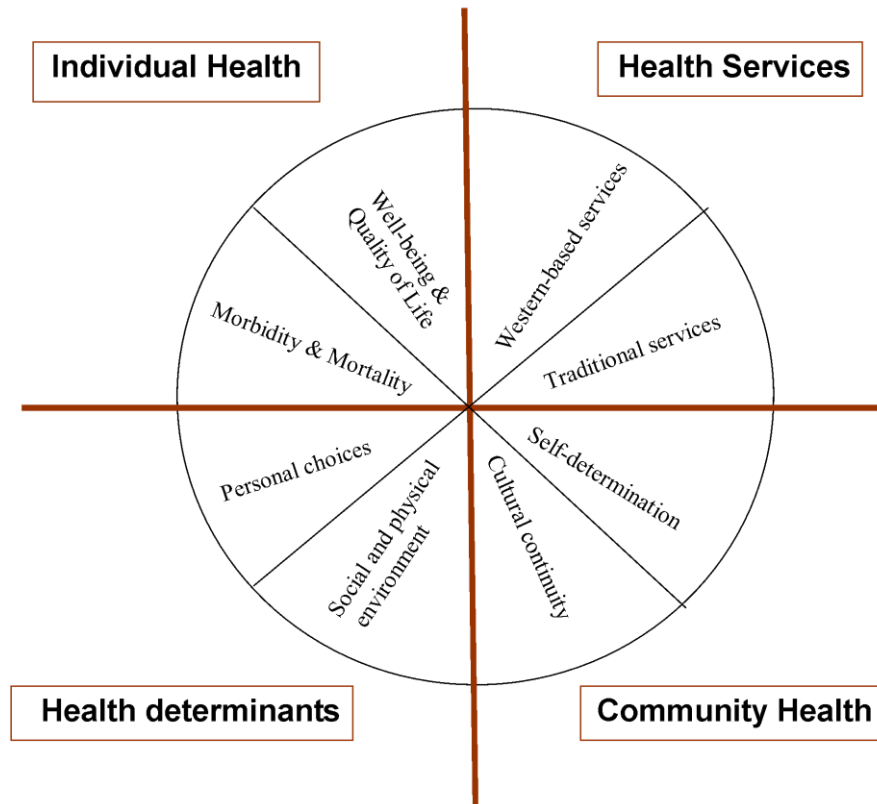 Individual Health
Health Services
Well-being &
Quality of Life
Western-based services
Morbidity & Mortality
Traditional services
Personal choices
Self-determination
Social and physical
environment
Cultural continuity
Health determinants
Community Health